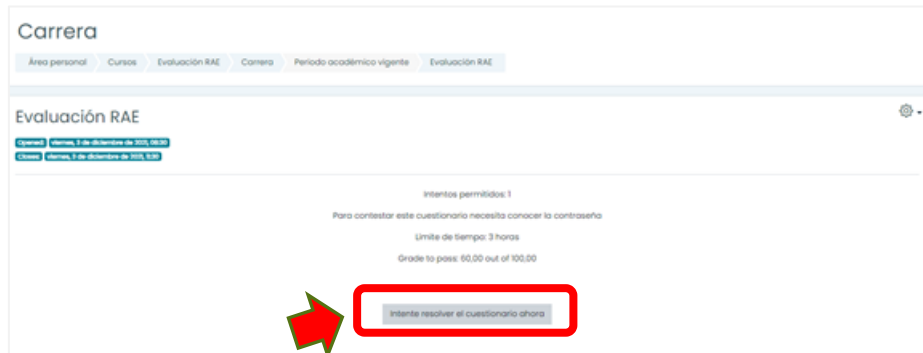 Carrera
Área personal Cursos Evaluación RAE Carrera Periodo académico vigente Evaluación RAE
Evaluación RAE
Opened: viernes, 3 de diciembre de 2021, 08:30
Closes: viernes, 3 de diciembre de 2021, 11:30
Intentos permitidos: 1
Para contestar este cuestionario necesita conocer la contraseña
Límite de tiempo: 3 horas
Grade to pass: 60,00 out of 100,00
Intente resolver el cuestionario ahora